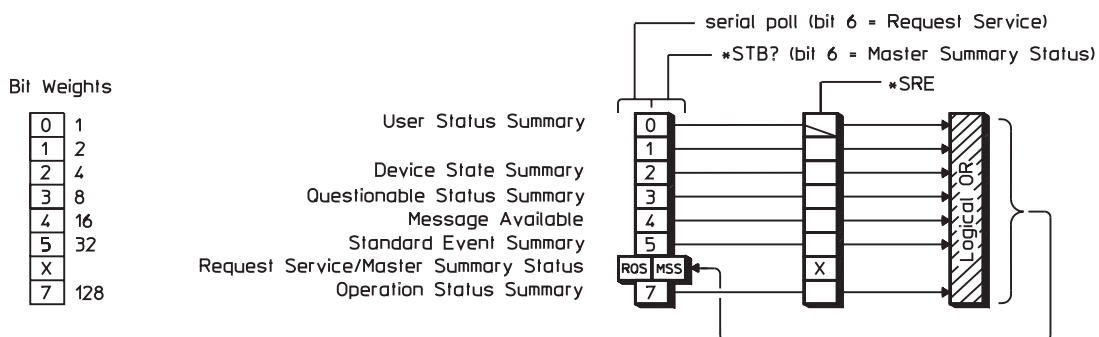 serial poll (bit 6 = Request Service)
*STB? (bit 6 = Master Summary Status)
*SRE
Bit Weights
0 1 User Status Summary 0
1 2 1
2 4 Device State Summary 2
3 8 Questionable Status Summary 3
4 16 Message Available 4
5 32 Standard Event Summary 5
X Request Service/Master Summary Status RQS MSS X
7 128 Operation Status Summary 7
Logical OR